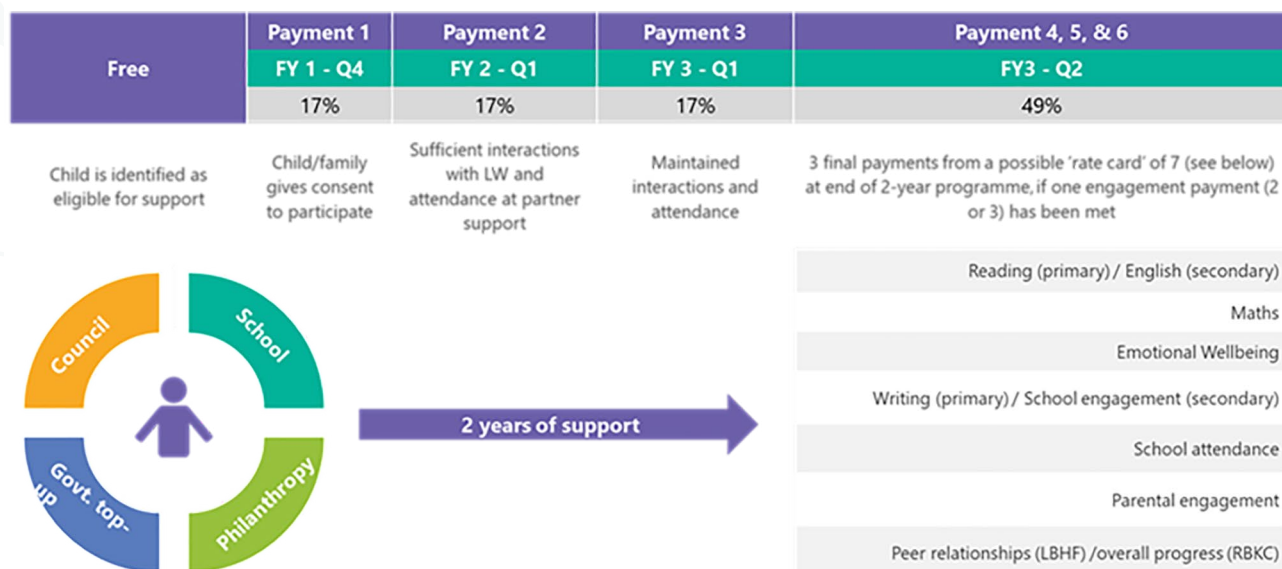 Free
Payment 1
Payment 2
Payment 3
Payment 4, 5, & 6
FY 1 - Q4
FY 2 - Q1
FY 3 - Q1
FY3 - Q2
17%
17%
17%
49%
Child is identified as
eligible for support
Child/family
gives consent
to participate
Sufficient interactions
with LW and
attendance at partner
support
Maintained
interactions and
attendance
3 final payments from a possible 'rate card' of 7 (see below)
at end of 2-year programme, if one engagement payment (2
or 3) has been met
Council
School
Govt. top-
up
Philanthropy
2 years of support
Reading (primary) / English (secondary)
Maths
Emotional Wellbeing
Writing (primary) / School engagement (secondary)
School attendance
Parental engagement
Peer relationships (LBHF) /overall progress (RBKC)